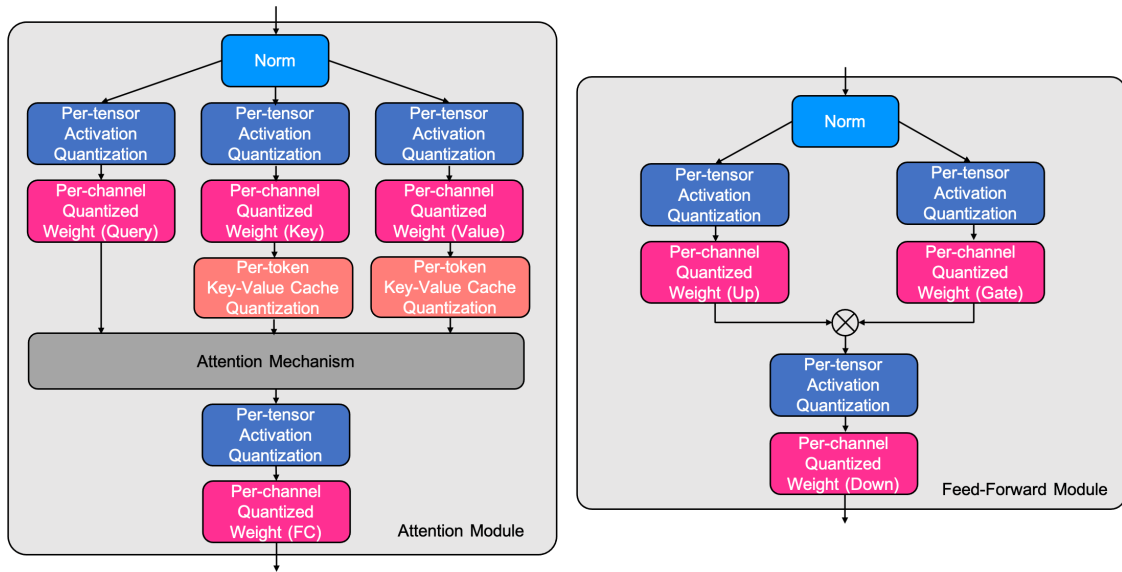 Norm
Per-tensor
Activation
Quantization
Per-tensor
Activation
Quantization
Per-tensor
Activation
Quantization
Per-channel
Quantized
Weight (Query)
Per-channel
Quantized
Weight (Key)
Per-channel
Quantized
Weight (Value)
Per-token
Key-Value Cache
Quantization
Per-token
Key-Value Cache
Quantization
Attention Mechanism
Per-tensor
Activation
Quantization
Per-channel
Quantized
Weight (FC)
Attention Module
Norm
Per-tensor
Activation
Quantization
Per-tensor
Activation
Quantization
Per-channel
Quantized
Weight (Up)
Per-channel
Quantized
Weight (Gate)
Per-tensor
Activation
Quantization
Per-channel
Quantized
Weight (Down)
Feed-Forward Module